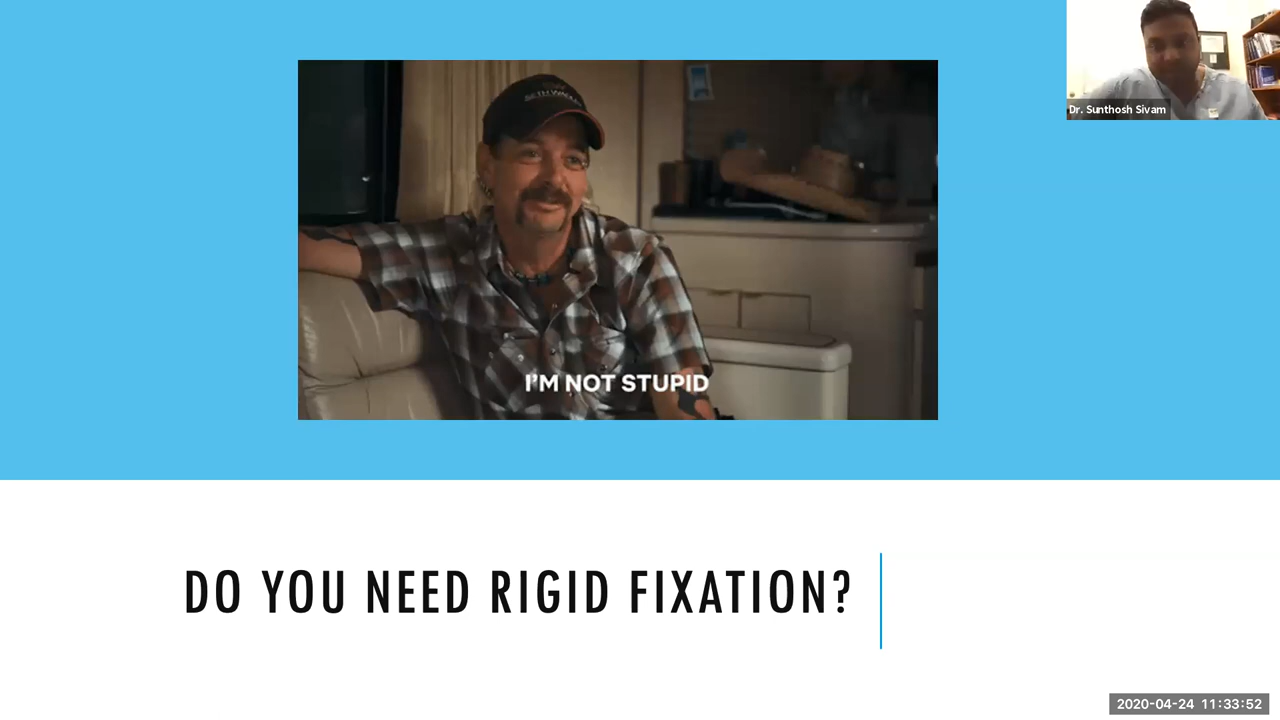 Dr. Sunthosh Sivam
I'M NOT STUPID
DO YOU NEED RIGID FIXATION?
2020-04-24 11:33:52